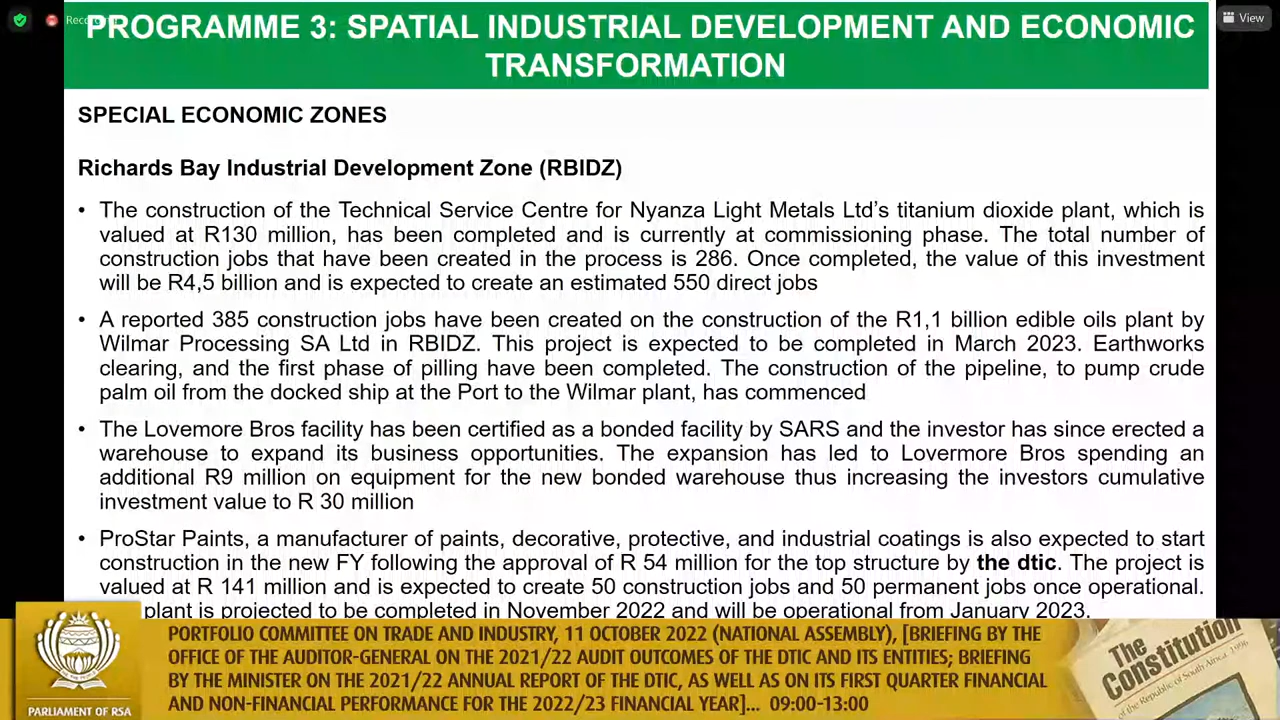 Recording
View
PROGRAMME 3: SPATIAL INDUSTRIAL DEVELOPMENT AND ECONOMIC
TRANSFORMATION
SPECIAL ECONOMIC ZONES
Richards Bay Industrial Development Zone (RBIDZ)
• The construction of the Technical Service Centre for Nyanza Light Metals Ltd's titanium dioxide plant, which is
valued at R130 million, has been completed and is currently at commissioning phase. The total number of
construction jobs that have been created in the process is 286. Once completed, the value of this investment
will be R4,5 billion and is expected to create an estimated 550 direct jobs
• A reported 385 construction jobs have been created on the construction of the R1,1 billion edible oils plant by
Wilmar Processing SA Ltd in RBIDZ. This project is expected to be completed in March 2023. Earthworks
clearing, and the first phase of pilling have been completed. The construction of the pipeline, to pump crude
palm oil from the docked ship at the Port to the Wilmar plant, has commenced
• The Lovemore Bros facility has been certified as a bonded facility by SARS and the investor has since erected a
warehouse to expand its business opportunities. The expansion has led to Lovermore Bros spending an
additional R9 million on equipment for the new bonded warehouse thus increasing the investors cumulative
investment value to R 30 million
• ProStar Paints, a manufacturer of paints, decorative, protective, and industrial coatings is also expected to start
construction in the new FY following the approval of R 54 million for the top structure by the dtic. The project is
valued at R 141 million and is expected to create 50 construction jobs and 50 permanent jobs once operational.
plant is projected to be completed in November 2022 and will be operational from January 2023.
PORTFOLIO COMMITTEE ON TRADE AND INDUSTRY, 11 OCTOBER 2022 (NATIONAL ASSEMBLY), [BRIEFING BY THE
OFFICE OF THE AUDITOR-GENERAL ON THE 2021/22 AUDIT OUTCOMES OF THE DTIC AND ITS ENTITIES; BRIEFING
BY THE MINISTER ON THE 2021/22 ANNUAL REPORT OF THE DTIC, AS WELL AS ON ITS FIRST QUARTER FINANCIAL
AND NON-FINANCIAL PERFORMANCE FOR THE 2022/23 FINANCIAL YEAR]... 09:00-13:00
PARLIAMENT OF RSA
The
Constitution
of the Republic of South Africa, 1996